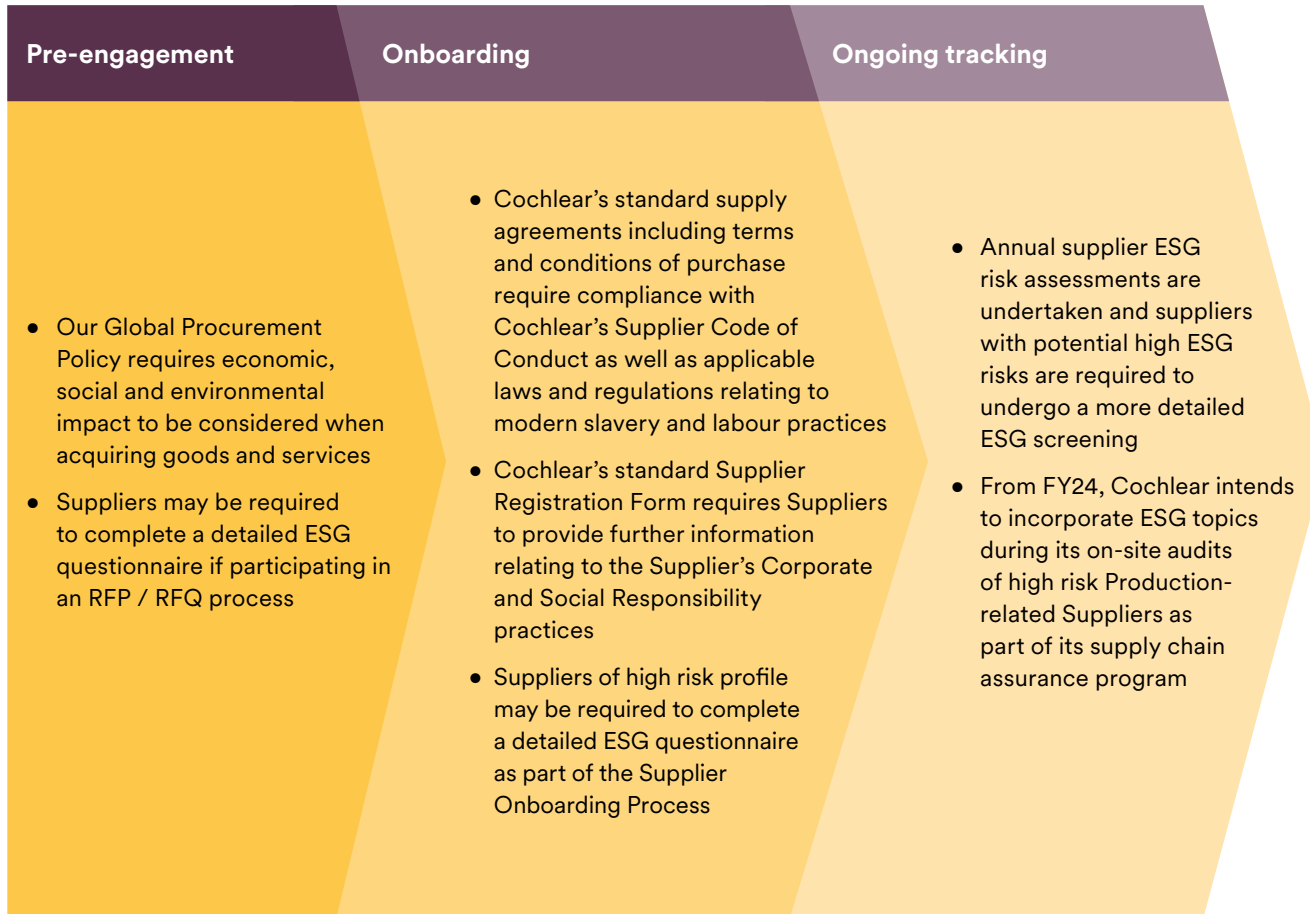 Pre-engagement
Onboarding
Ongoing tracking
● Our Global Procurement
Policy requires economic,
social and environmental
impact to be considered when
acquiring goods and services
● Suppliers may be required
to complete a detailed ESG
questionnaire if participating in
an RFP / RFQ process
● Cochlear’s standard supply
agreements including terms
and conditions of purchase
require compliance with
Cochlear’s Supplier Code of
Conduct as well as applicable
laws and regulations relating to
modern slavery and labour practices
● Cochlear’s standard Supplier
Registration Form requires Suppliers
to provide further information
relating to the Supplier’s Corporate
and Social Responsibility
practices
● Suppliers of high risk profile
may be required to complete
a detailed ESG questionnaire
as part of the Supplier
Onboarding Process
● Annual supplier ESG
risk assessments are
undertaken and suppliers
with potential high ESG
risks are required to
undergo a more detailed
ESG screening
● From FY24, Cochlear intends
to incorporate ESG topics
during its on-site audits
of high risk Production-
related Suppliers as
part of its supply chain
assurance program